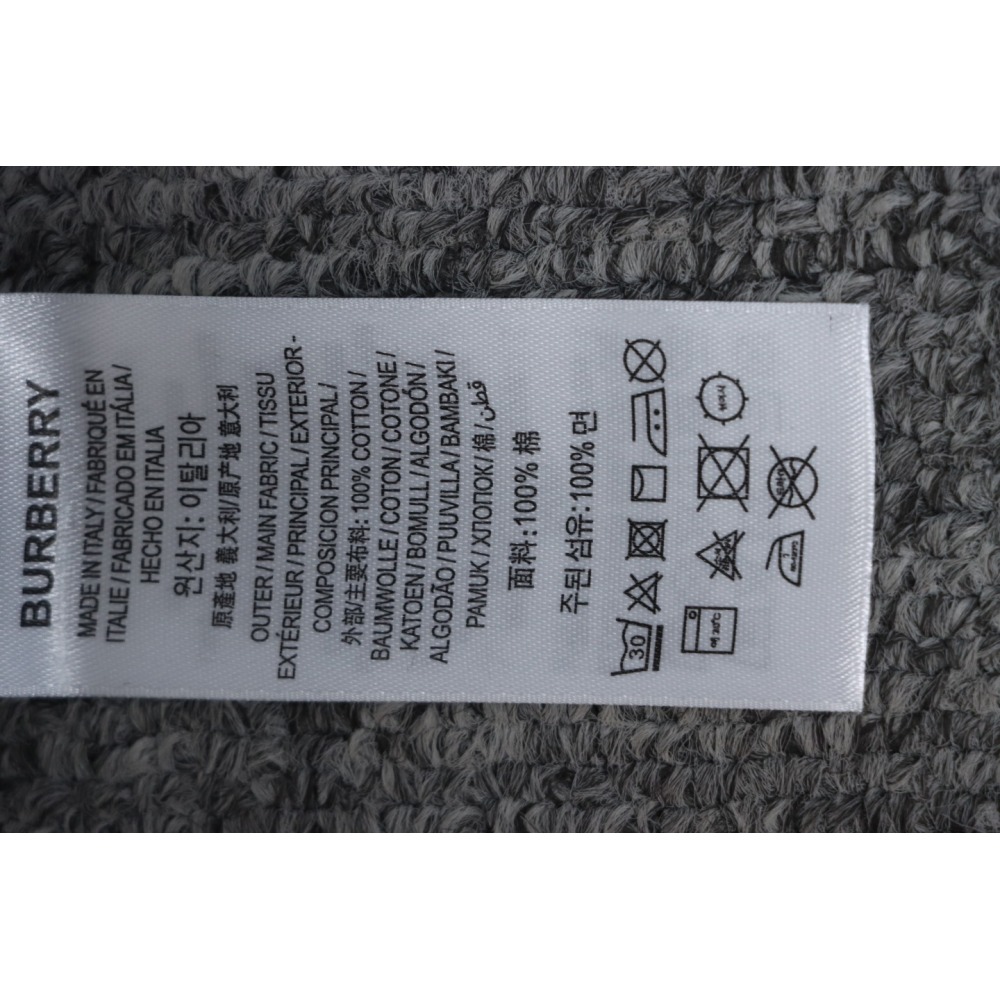 BURBERRY
MADE IN ITALY / FABRIQUÉ EN
ITALIE / FABRICADO EM ITÁLIA /
HECHO EN ITALIA
원산지: 이탈리아
原產地 義大利/原产地 意大利
OUTER / MAIN FABRIC / TISSU
EXTÉRIEUR / PRINCIPAL / EXTERIOR-
COMPOSICION PRINCIPAL /
外部/主要布料: 100% COTTON /
BAUMWOLLE / COTON / COTONE /
KATOEN / BOMULL / ALGODÓN /
ALGODÃO / PUUVILLA / BAMBAKI /
PAMUK / ХЛОПОК / 棉 / قطن
面料:100% 棉
주된 섬유:100% 면
30